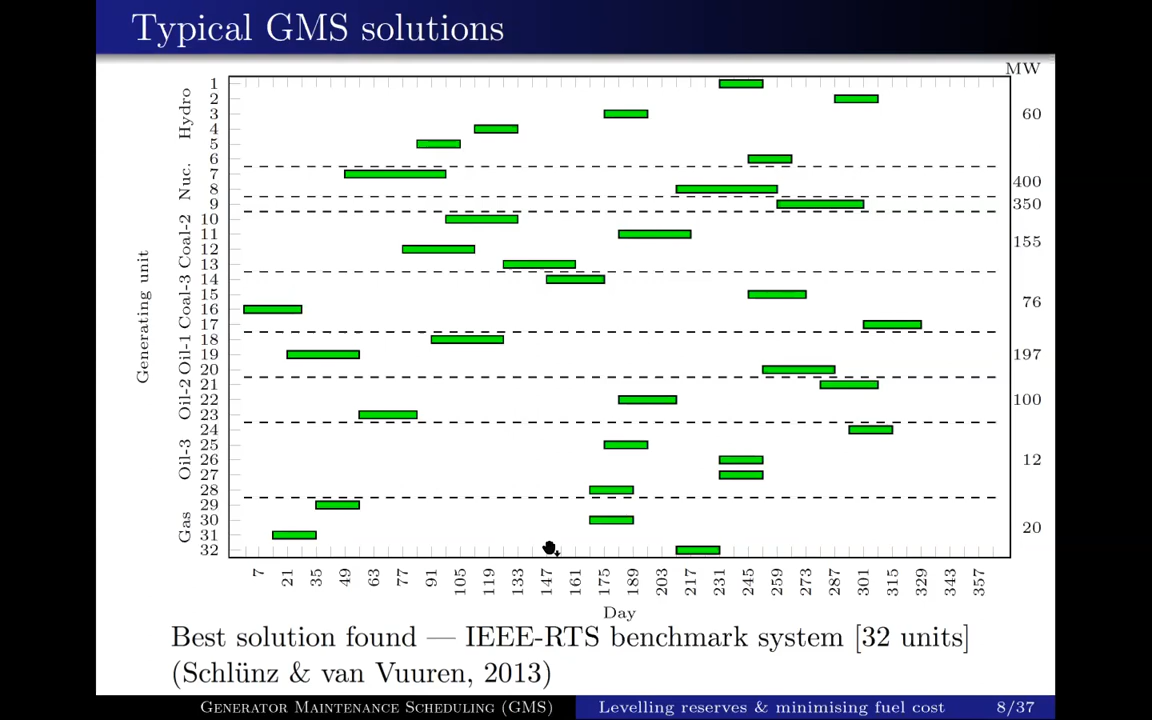 Typical GMS solutions
MW
Generating unit
Hydro
Nuc.
Coal-2
Coal-3
Oil-1
Oil-2
Oil-3
Gas
1
2
3
4
5
6
7
8
9
10
11
12
13
14
15
16
17
18
19
20
21
22
23
24
25
26
27
28
29
30
31
32
60
400
350
155
76
197
100
12
20
7 21 35 49 63 77 91 105 119 133 147 161 175 189 203 217 231 245 259 273 287 301 315 329 343 357
Day
Best solution found — IEEE-RTS benchmark system [32 units]
(Schlünz & van Vuuren, 2013)
Generator Maintenance Scheduling (GMS) Levelling reserves & minimising fuel cost 8/37